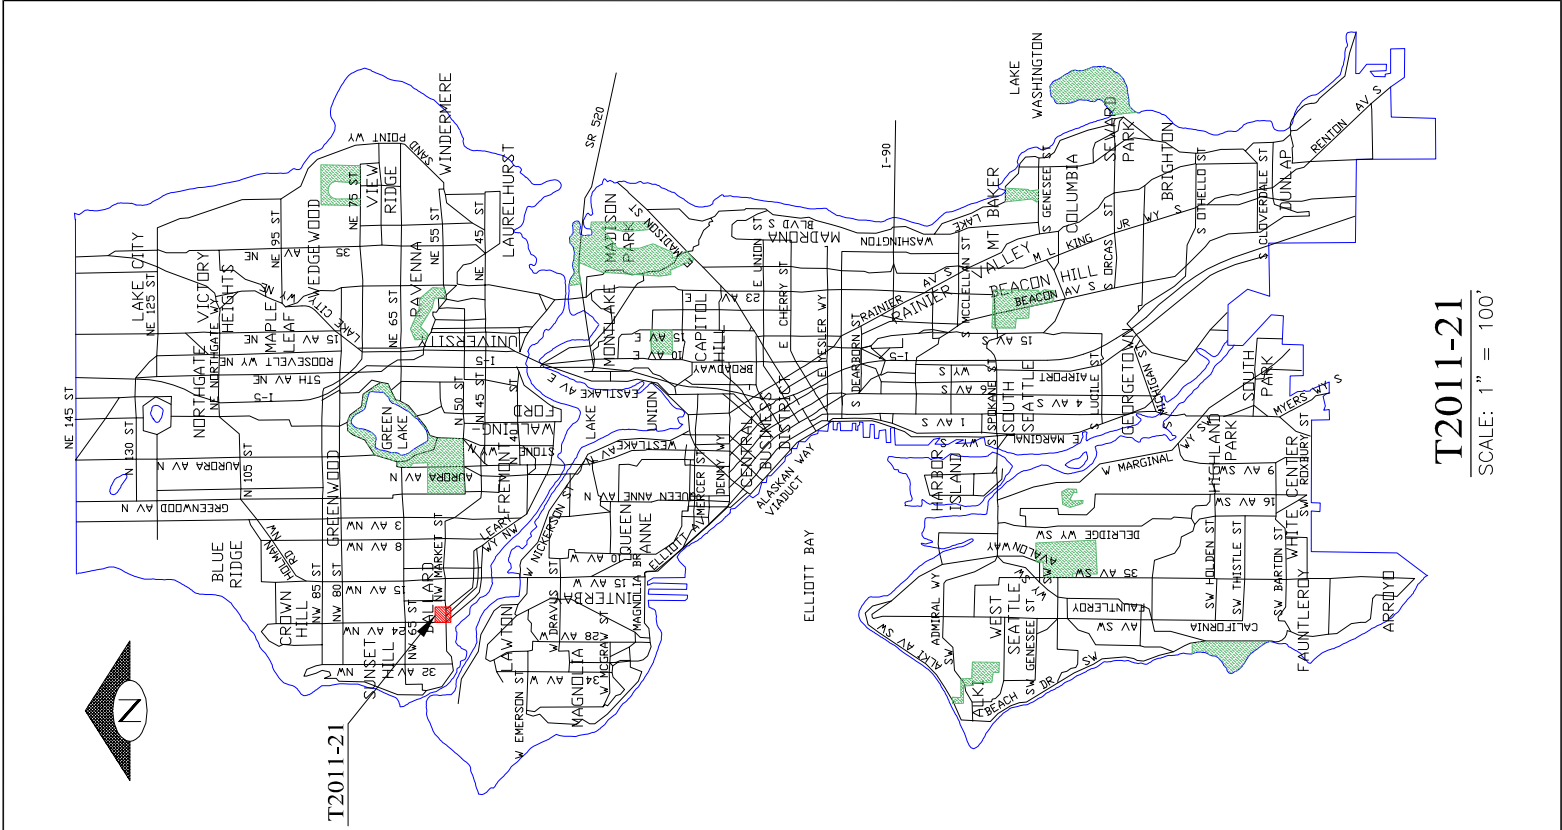 LAKE CITY
NE 125 ST
NE 145 ST
N 130 ST
AURORA AV N
GREENWOOD AV N
N 105 ST
NORTHGATE
NE NORTHGATE WY
VICTORY
HEIGHTS
MAPLE
LEAF
LAKE CITY WY NE
15 AV NE
ROOSEVELT WY NE
5TH AV NE
I-5
NE 95 ST
35 AV NE
WEDGEWOOD
NE 75 ST
VIEW
RIDGE
SAND POINT WY
WINDERMERE
NE 65 ST
RAVENNA
NE 55 ST
NE 45 ST
LAURELHURST
UNIVERSITY
I-5
GREEN
LAKE
AURORA AV N
N 50 ST
N 45 ST
WALLINGFORD
STONE WY N
FREMONT
LEARY WY NW
GREENWOOD
3 AV NW
8 AV NW
HOLMAN RD NW
BLUE
RIDGE
CROWN
HILL
NW 85 ST
NW 80 ST
15 AV NW
24 AV NW
NW 65 ST
NW MARKET ST
BALLARD
SUNSET
HILL
32 AV NW
N
T2011-21
SR 520
MADISON
PARK
E MADISON ST
MONTLAKE
LAKE
UNION
EASTLAKE AV E
WESTLAKE AV N
23 AV E
15 AV E
10 AV E
CAPITOL
HILL
BROADWAY
E UNION ST
E CHERRY ST
E YESLER WY
MADRONA
LAKE WASHINGTON BLVD S
DENNY WY
MERCER ST
QUEEN ANNE AV N
QUEEN
ANNE
W NICKERSON ST
10 AV W
15 AV W
ELLIOTT AV
MAGNOLIA BR
INTERBAY
LAWTON
W DRAVUS ST
28 AV W
W MCGRAW ST
34 AV W
MAGNOLIA
W EMERSON ST
CENTRAL
BUSINESS
DISTRICT
ALASKAN WAY
VIADUCT
ELLIOTT BAY
I-90
LAKE
WASHINGTON
MT BAKER
S GENESEE ST
COLUMBIA
SEWARD
PARK
BRIGHTON
S OTHELLO ST
S CLOVERDALE ST
DUNLAP
RENTON AV S
M L KING JR WY S
S ORCAS ST
RAINIER AV S
RAINIER VALLEY
BEACON HILL
BEACON AV S
S MCCLELLAN ST
S DEARBORN ST
15 AV S
I-5
AIRPORT WY S
6 AV S
4 AV S
1 AV S
S SPOKANE ST
SOUTH
SEATTLE
S LUCILE ST
GEORGETOWN
S MICHIGAN ST
E MARGINAL WY S
SOUTH
PARK
MYERS WY S
HARBOR
ISLAND
W MARGINAL WY SW
HIGHLAND
PARK
9 AV SW
16 AV SW
SW ROXBURY ST
WHITE CENTER
DELRIDGE WY SW
AVALON WAY SW
35 AV SW
SW HOLDEN ST
SW THISTLE ST
SW BARTON ST
FAUNTLEROY WY SW
CALIFORNIA AV SW
ADMIRAL WY SW
WEST
SEATTLE
SW GENESEE ST
ALKI AV SW
ALKI
BEACH DR SW
FAUNTLEROY
ARROYO
T2011-21
SCALE: 1" = 100'